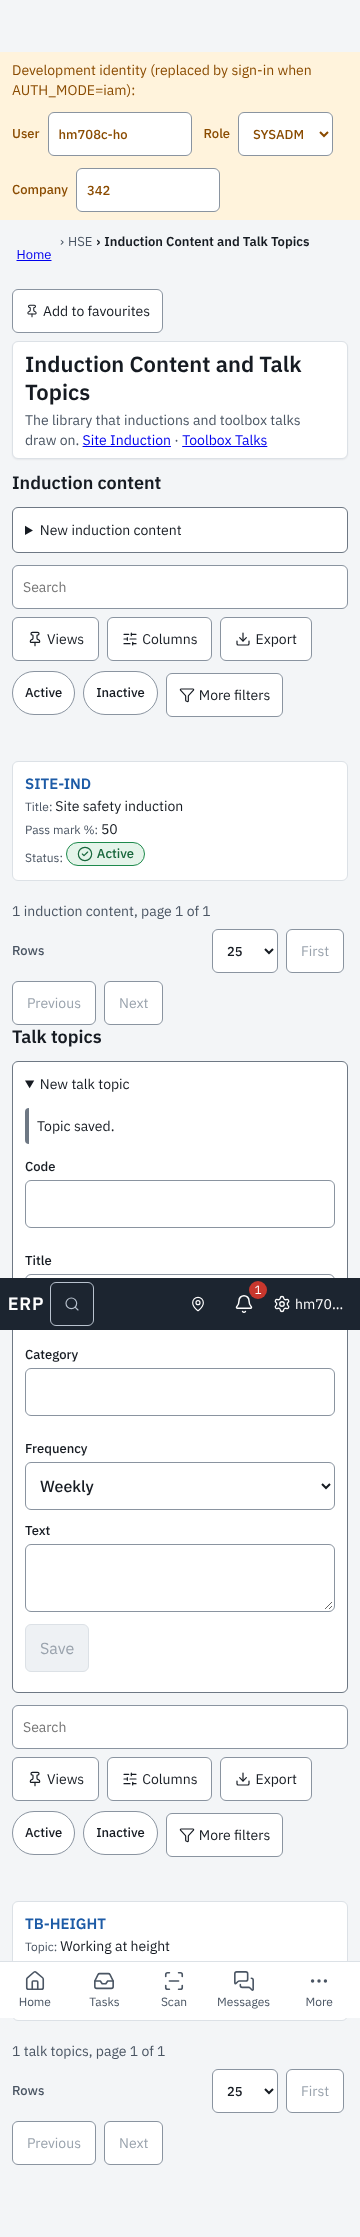 Development identity (replaced by sign-in when
AUTH_MODE=iam):
User hm708c-ho Role SYSADM
Company 342
Home › HSE › Induction Content and Talk Topics
Add to favourites
Induction Content and Talk
Topics
The library that inductions and toolbox talks
draw on. Site Induction · Toolbox Talks
Induction content
New induction content
Search
Views Columns Export
Active Inactive More filters
SITE-IND
Title: Site safety induction
Pass mark %: 50
Status: Active
1 induction content, page 1 of 1
Rows 25 First
Previous Next
Talk topics
New talk topic
Topic saved.
Code
Title
ERP 1 hm70...
Category
Frequency
Weekly
Text
Save
Search
Views Columns Export
Active Inactive More filters
TB-HEIGHT
Topic: Working at height
Home Tasks Scan Messages More
1 talk topics, page 1 of 1
Rows 25 First
Previous Next